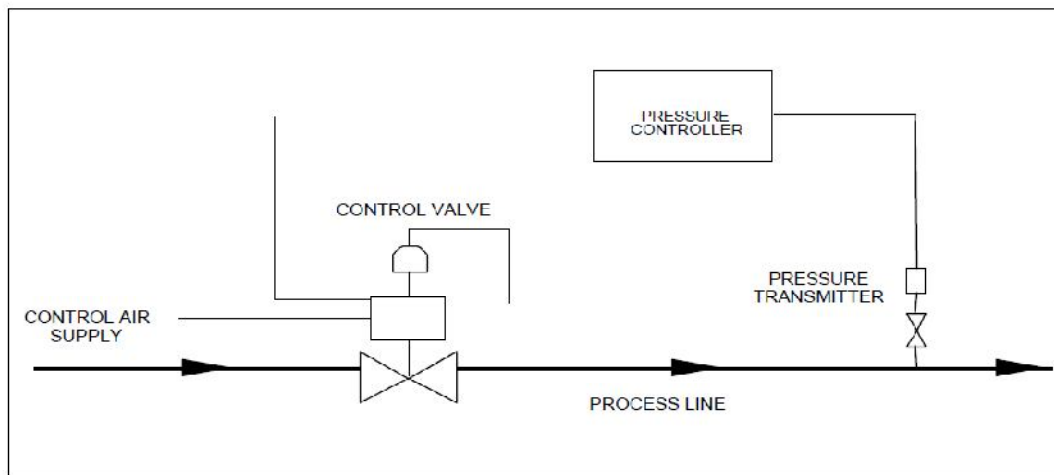 PRESSURE
CONTROLLER
CONTROL VALVE
PRESSURE
TRANSMITTER
CONTROL AIR
SUPPLY
PROCESS LINE